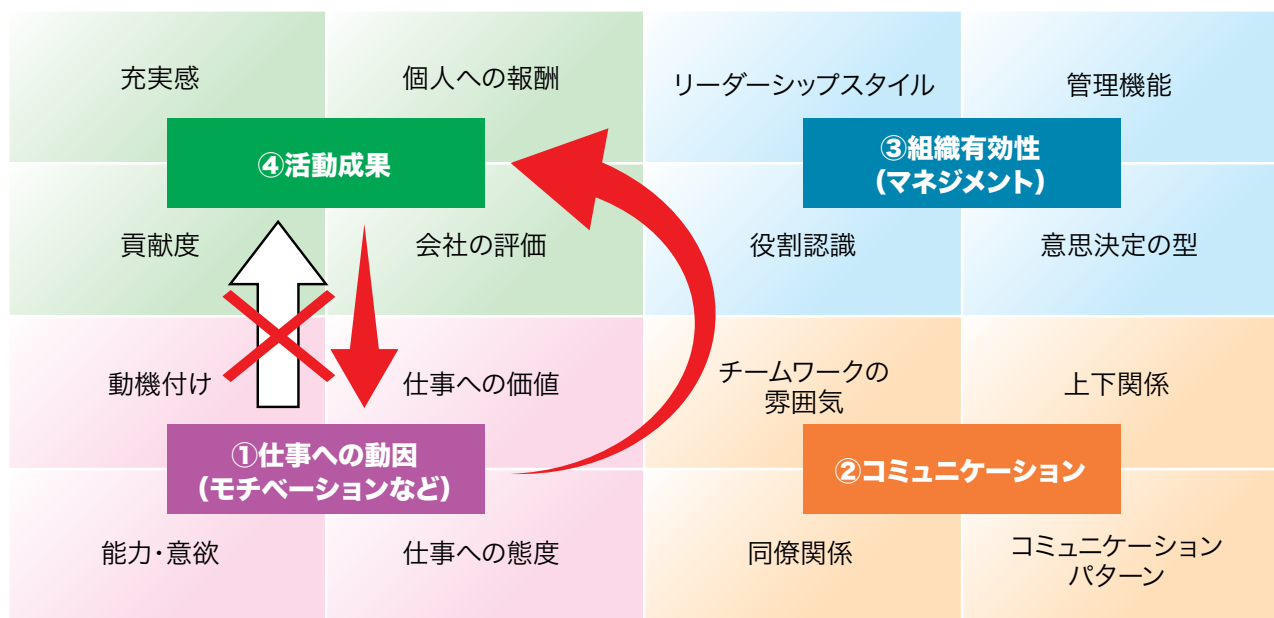 充実感
個人への報酬
④活動成果
貢献度
会社の評価
リーダーシップスタイル
管理機能
③組織有効性
(マネジメント)
役割認識
意思決定の型
動機付け
仕事への価値
①仕事への動因
(モチベーションなど)
能力・意欲
仕事への態度
チームワークの
雰囲気
上下関係
②コミュニケーション
同僚関係
コミュニケーション
パターン